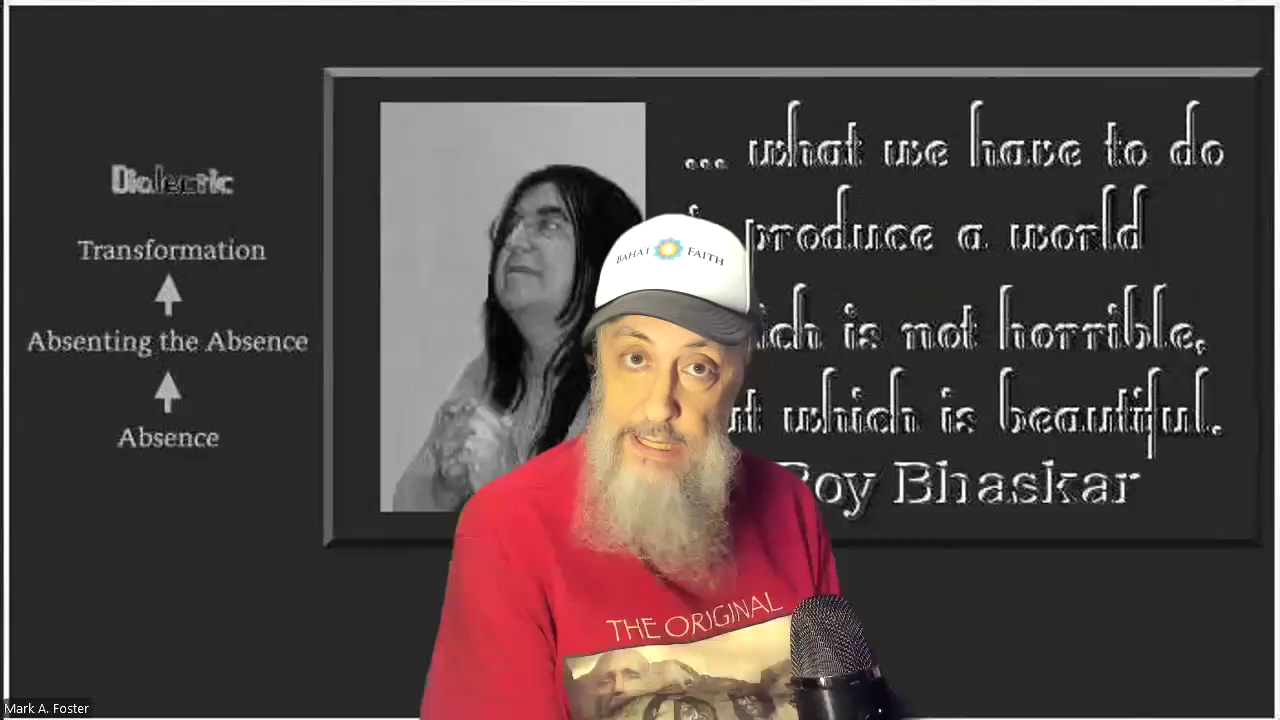 Dialectic
Transformation
Absenting the Absence
Absence
... what we have to do
produce a world
is not horrible,
which is beautiful.
Roy Bhaskar
BAHA'I FAITH
THE ORIGINAL
Mark A. Foster